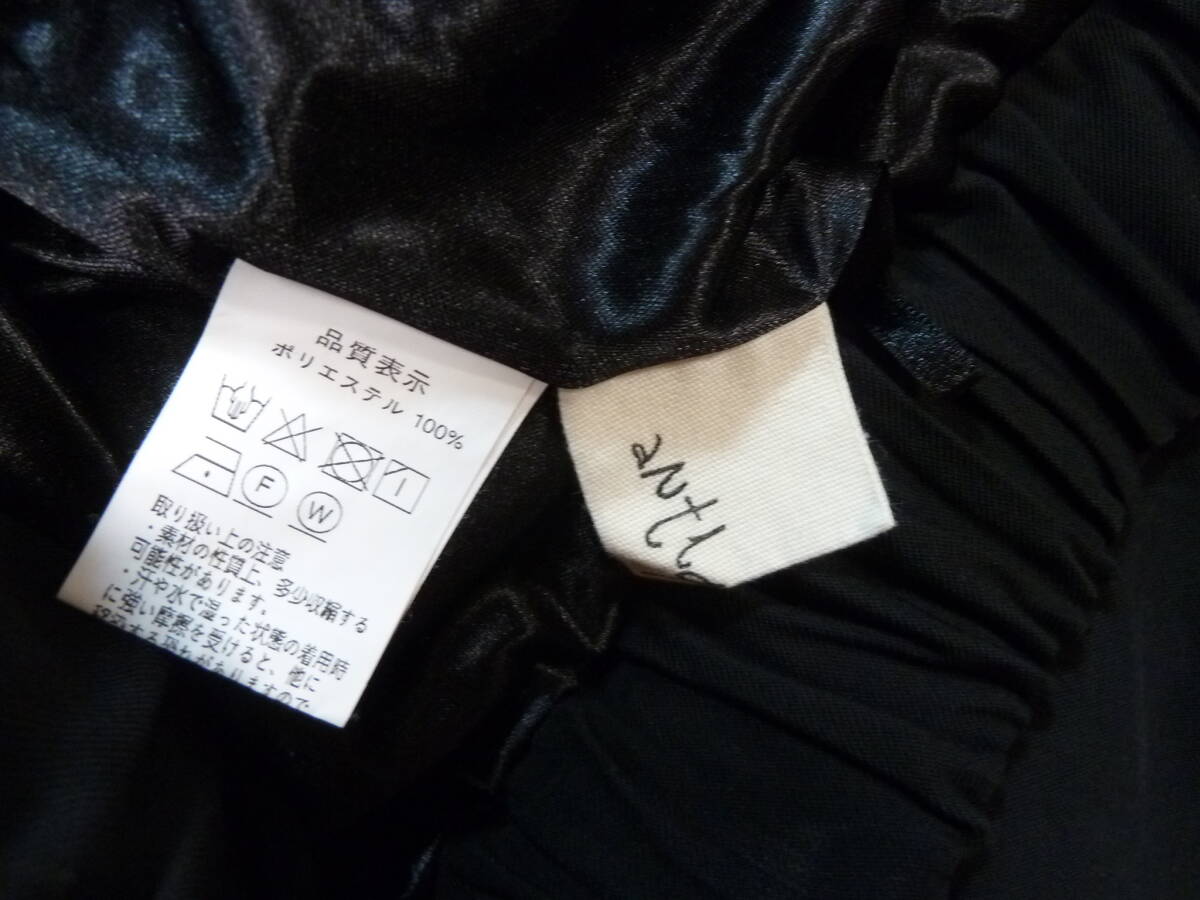 品質表示
ポリエステル 100%
F W
取り扱い上の注意
・素材の性質上、多少収縮する
可能性があります。
・汗や水で湿った状態の着用時
に強い摩擦を受けると、他に